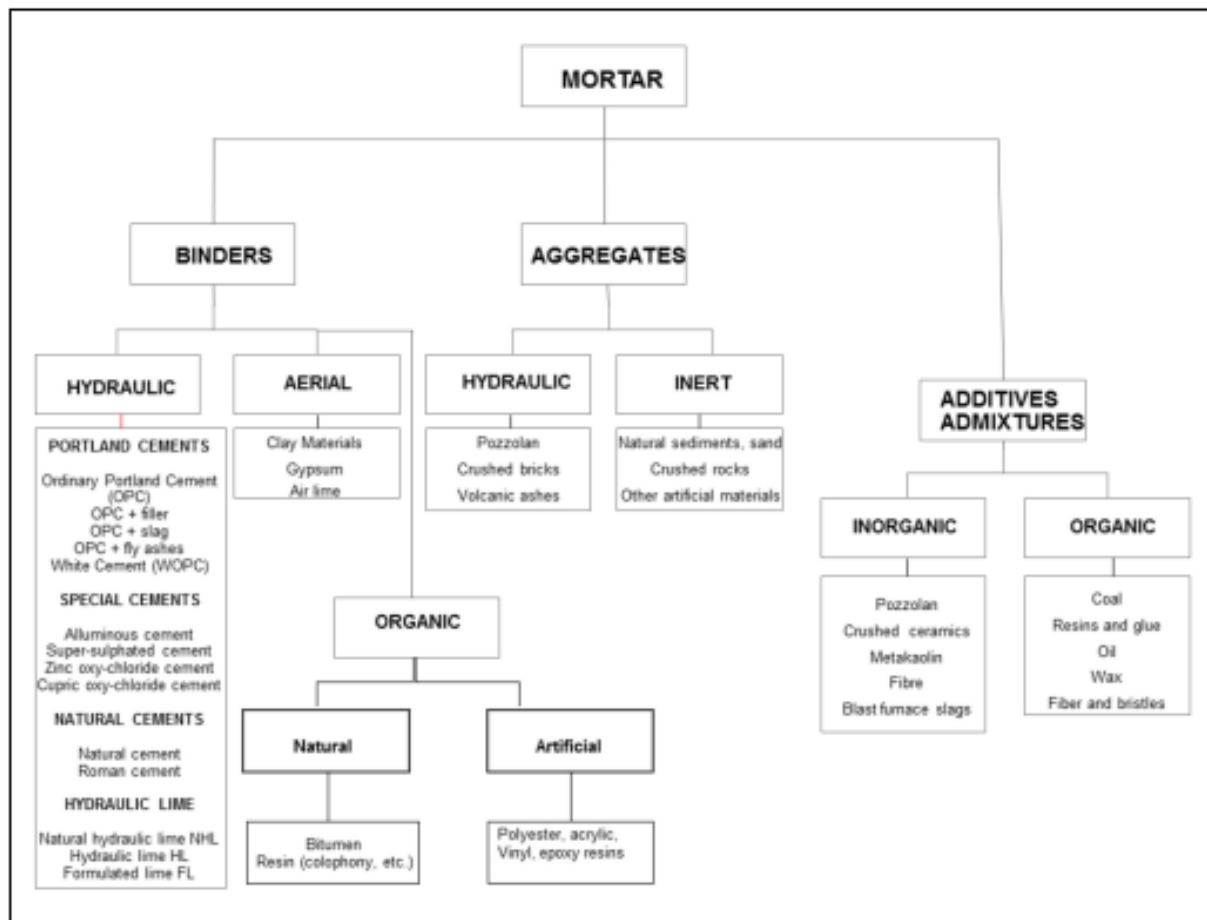 MORTAR
BINDERS
AGGREGATES
ADDITIVES
ADMIXTURES
HYDRAULIC
PORTLAND CEMENTS
Ordinary Portland Cement
(OPC)
OPC + filler
OPC + slag
OPC + fly ashes
White Cement (WOPC)
SPECIAL CEMENTS
Alluminous cement
Super-sulphated cement
Zinc oxy-chloride cement
Cupric oxy-chloride cement
NATURAL CEMENTS
Natural cement
Roman cement
HYDRAULIC LIME
Natural hydraulic lime NHL
Hydraulic lime HL
Formulated lime FL
AERIAL
Clay Materials
Gypsum
Air lime
ORGANIC
Natural
Bitumen
Resin (colophony, etc.)
Artificial
Polyester, acrylic,
Vinyl, epoxy resins
HYDRAULIC
Pozzolan
Crushed bricks
Volcanic ashes
INERT
Natural sediments, sand
Crushed rocks
Other artificial materials
INORGANIC
Pozzolan
Crushed ceramics
Metakaolin
Fibre
Blast furnace slags
ORGANIC
Coal
Resins and glue
Oil
Wax
Fiber and bristles